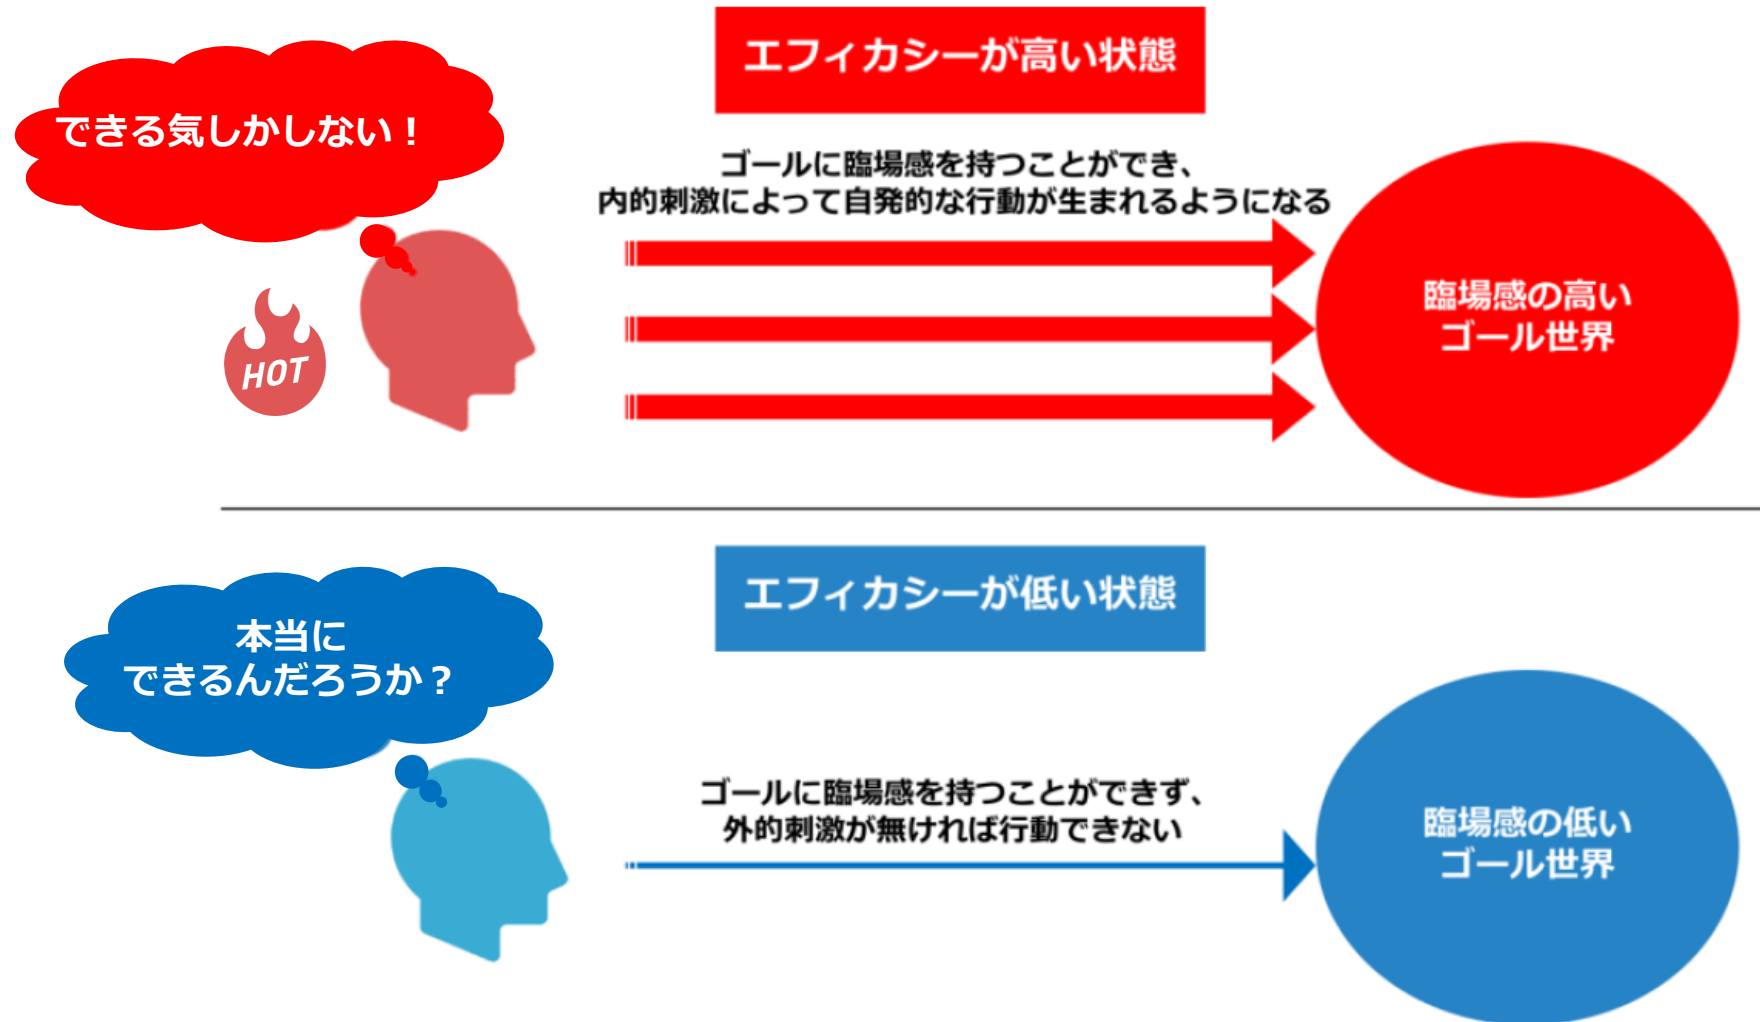 エフィカシーが高い状態
できる気しかしない！
ゴールに臨場感を持つことができ、
内的刺激によって自発的な行動が生まれるようになる
臨場感の高い
ゴール世界
HOT
エフィカシーが低い状態
本当に
できるんだろうか？
ゴールに臨場感を持つことができず、
外的刺激が無ければ行動できない
臨場感の低い
ゴール世界